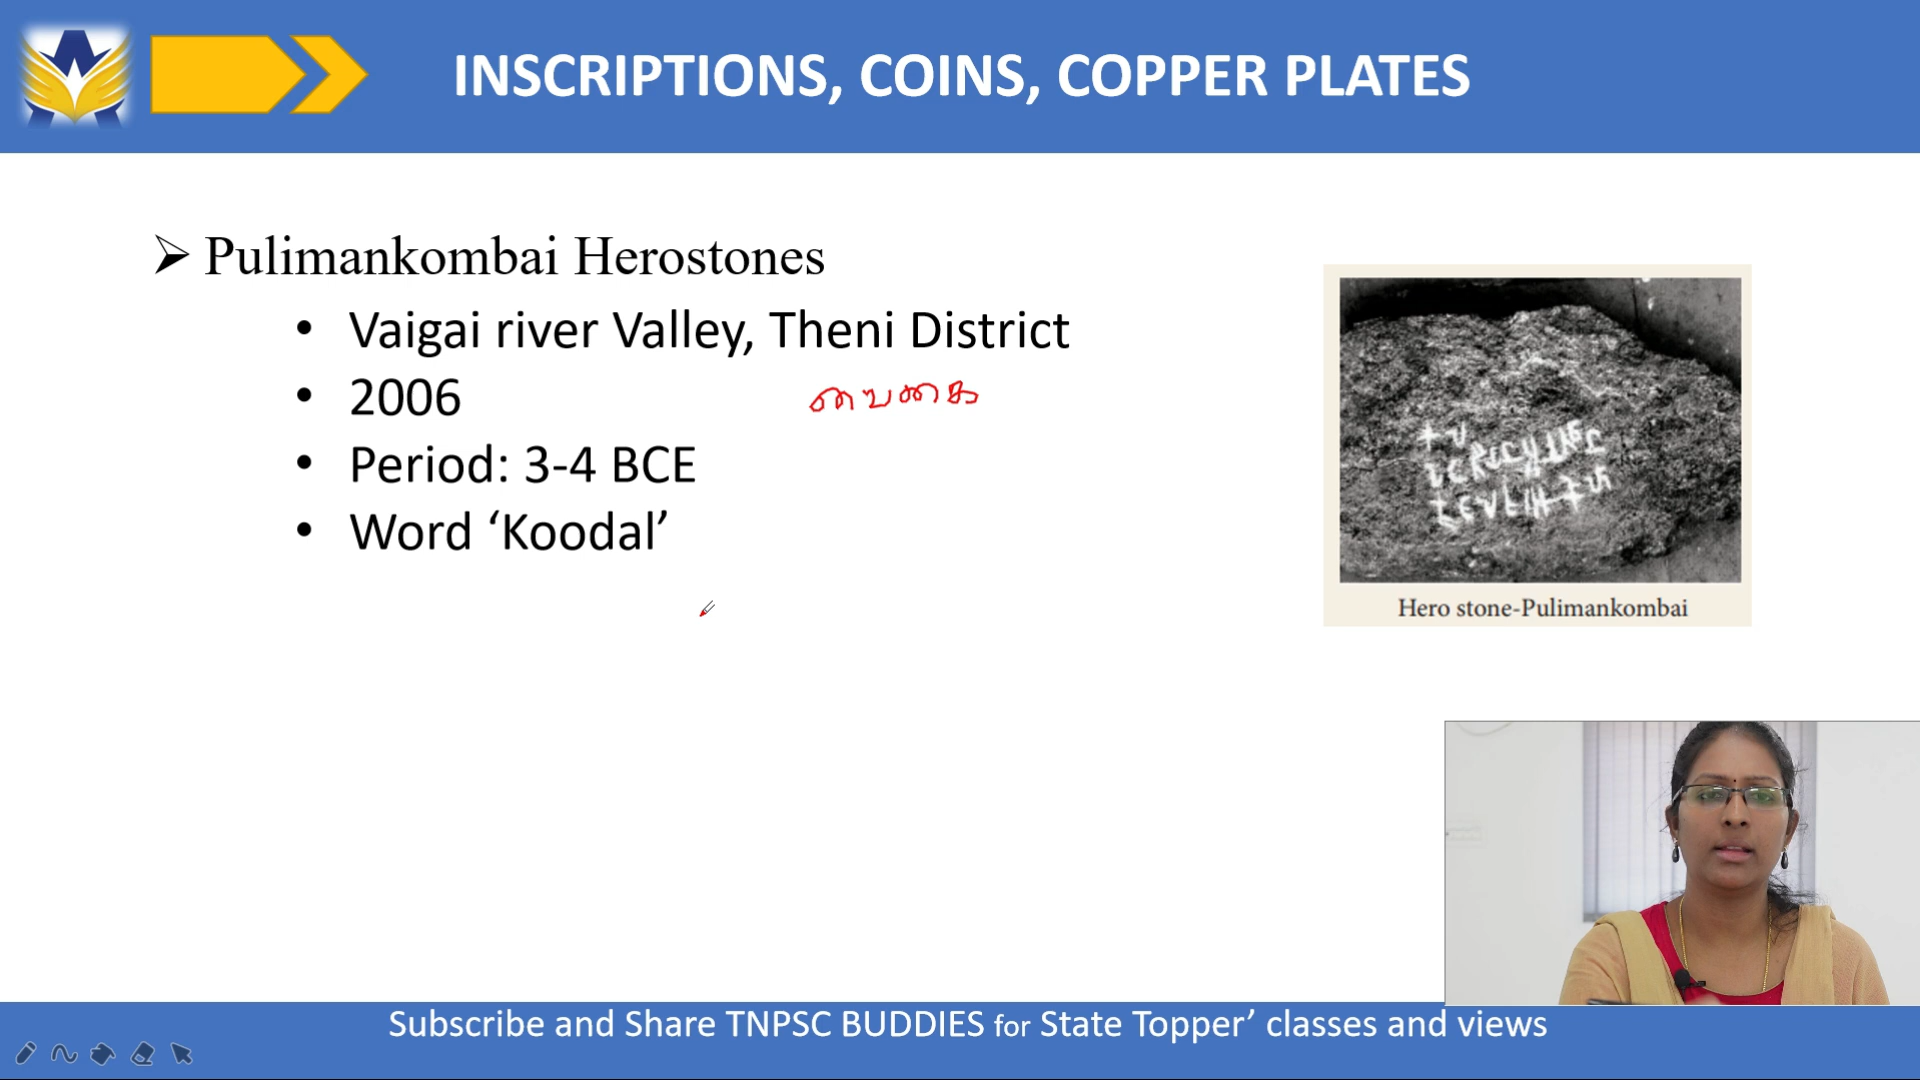 INSCRIPTIONS, COINS, COPPER PLATES
➢ Pulimankombai Herostones
• Vaigai river Valley, Theni District
• 2006
வைகை
• Period: 3-4 BCE
• Word ‘Koodal’
Hero stone-Pulimankombai
Subscribe and Share TNPSC BUDDIES for State Topper’ classes and views